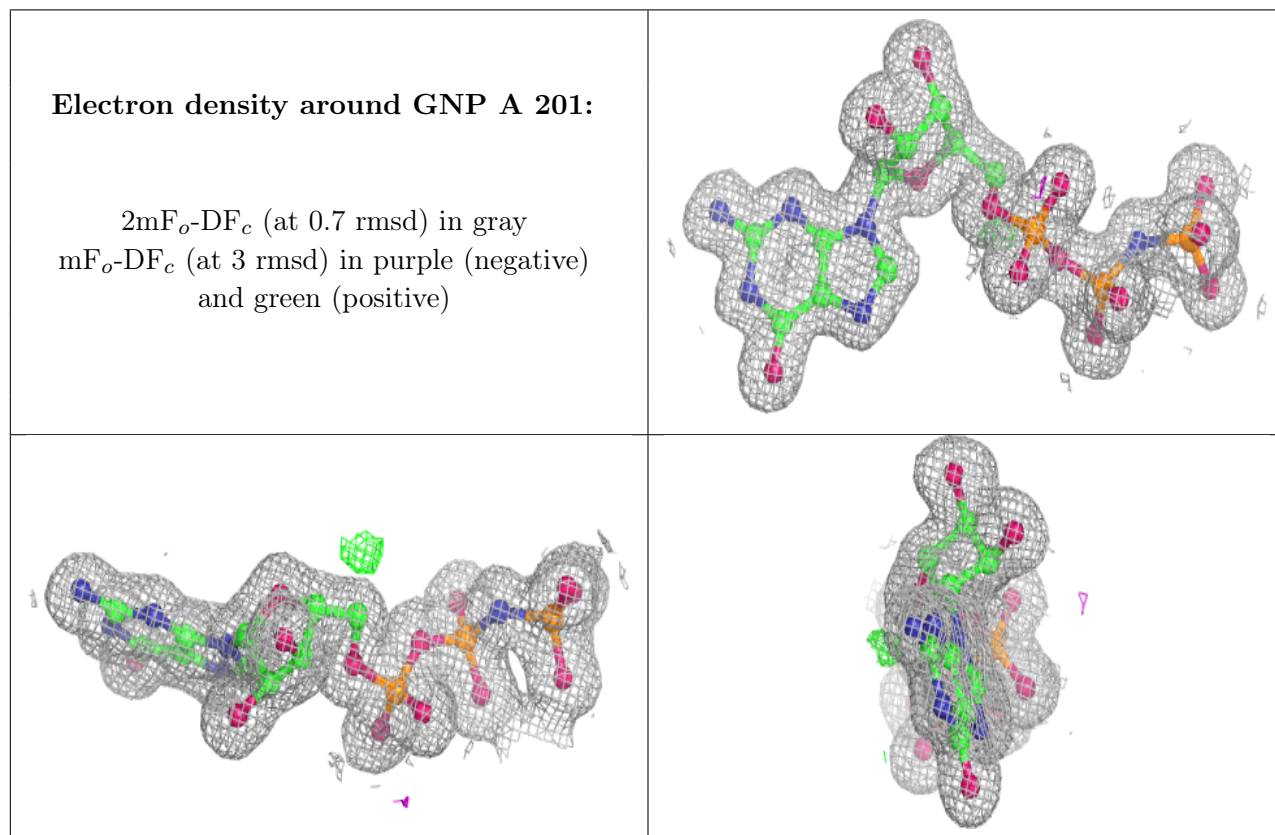 Electron density around GNP A 201:
2mFo-DFc (at 0.7 rmsd) in gray
mFo-DFc (at 3 rmsd) in purple (negative)
and green (positive)